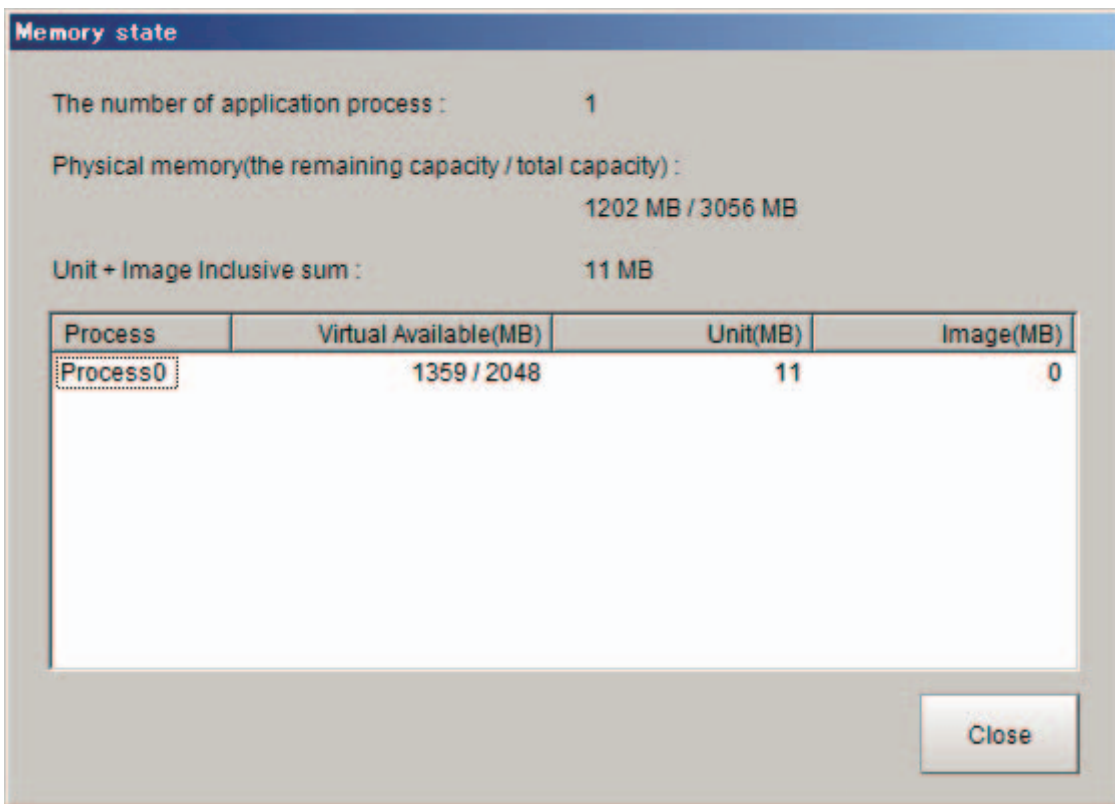 Memory state
The number of application process : 1
Physical memory(the remaining capacity / total capacity) :
1202 MB / 3056 MB
Unit + Image Inclusive sum : 11 MB
Process Virtual Available(MB) Unit(MB) Image(MB)
Process0 1359 / 2048 11 0
Close